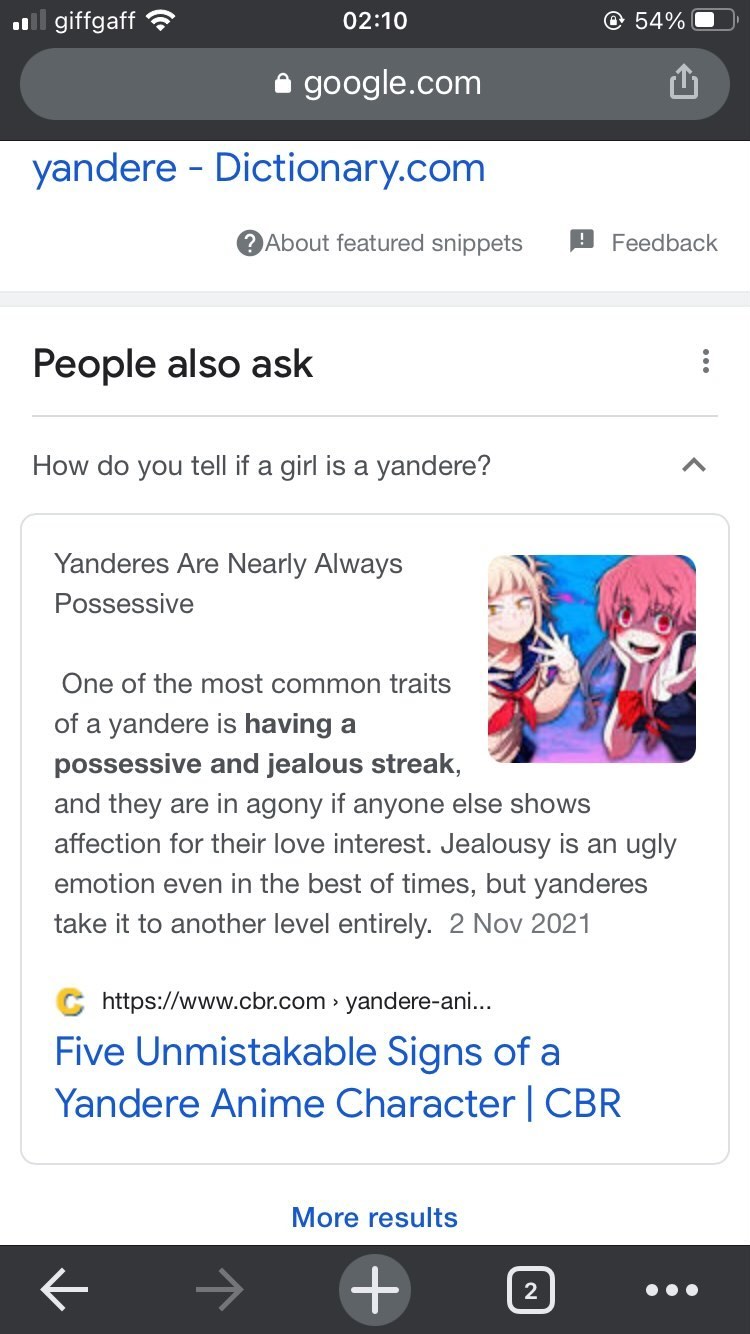 giffgaff 02:10 54%
google.com
yandere - Dictionary.com
About featured snippets Feedback
People also ask
How do you tell if a girl is a yandere?
Yanderes Are Nearly Always
Possessive
One of the most common traits
of a yandere is having a
possessive and jealous streak,
and they are in agony if anyone else shows
affection for their love interest. Jealousy is an ugly
emotion even in the best of times, but yanderes
take it to another level entirely. 2 Nov 2021
https://www.cbr.com › yandere-ani...
Five Unmistakable Signs of a
Yandere Anime Character | CBR
More results
2